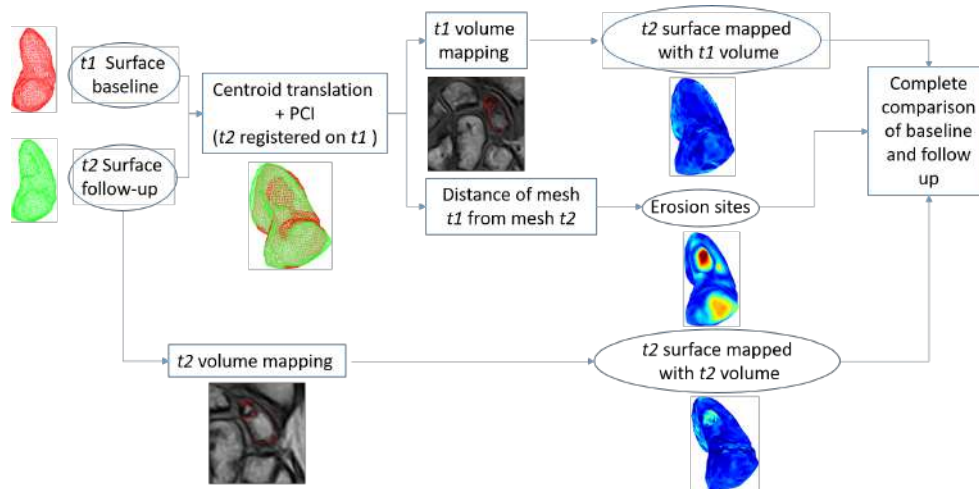 t1 Surface
baseline
t2 Surface
follow-up
Centroid translation
+ PCI
(t2 registered on t1 )
t1 volume
mapping
t2 surface mapped
with t1 volume
Distance of mesh
t1 from mesh t2
Erosion sites
Complete
comparison
of baseline
and follow
up
t2 volume mapping
t2 surface mapped
with t2 volume